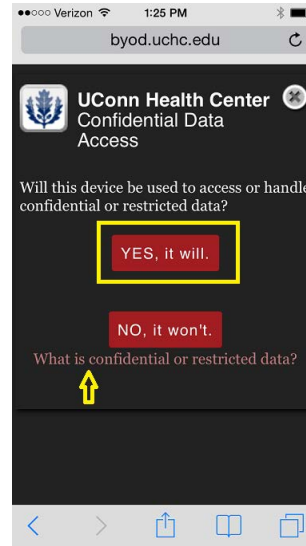 Verizon 1:25 PM
byod.uchc.edu
UConn Health Center
Confidential Data
Access
Will this device be used to access or handle
confidential or restricted data?
YES, it will.
NO, it won't.
What is confidential or restricted data?